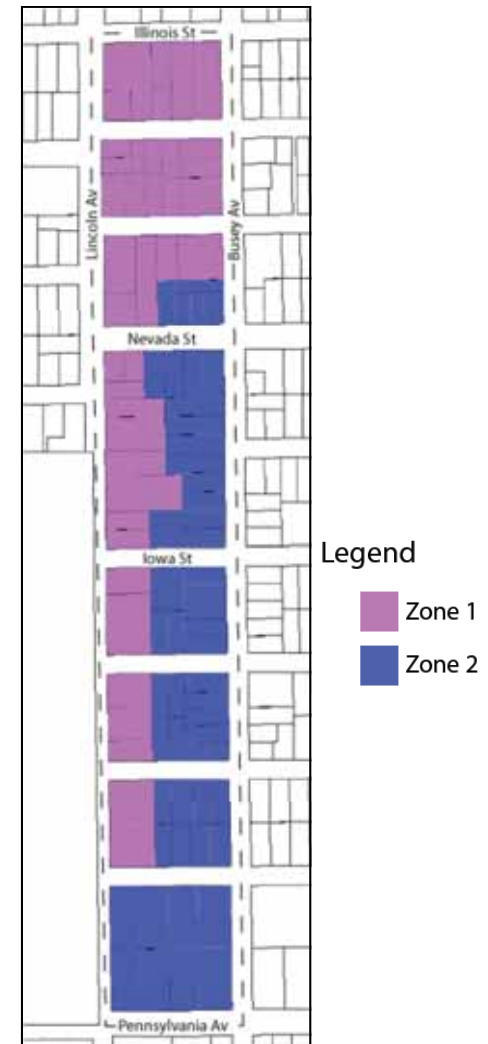 Illinois St
Lincoln Av
Busey Av
Nevada St
Iowa St
Legend
Zone 1
Zone 2
Pennsylvania Av